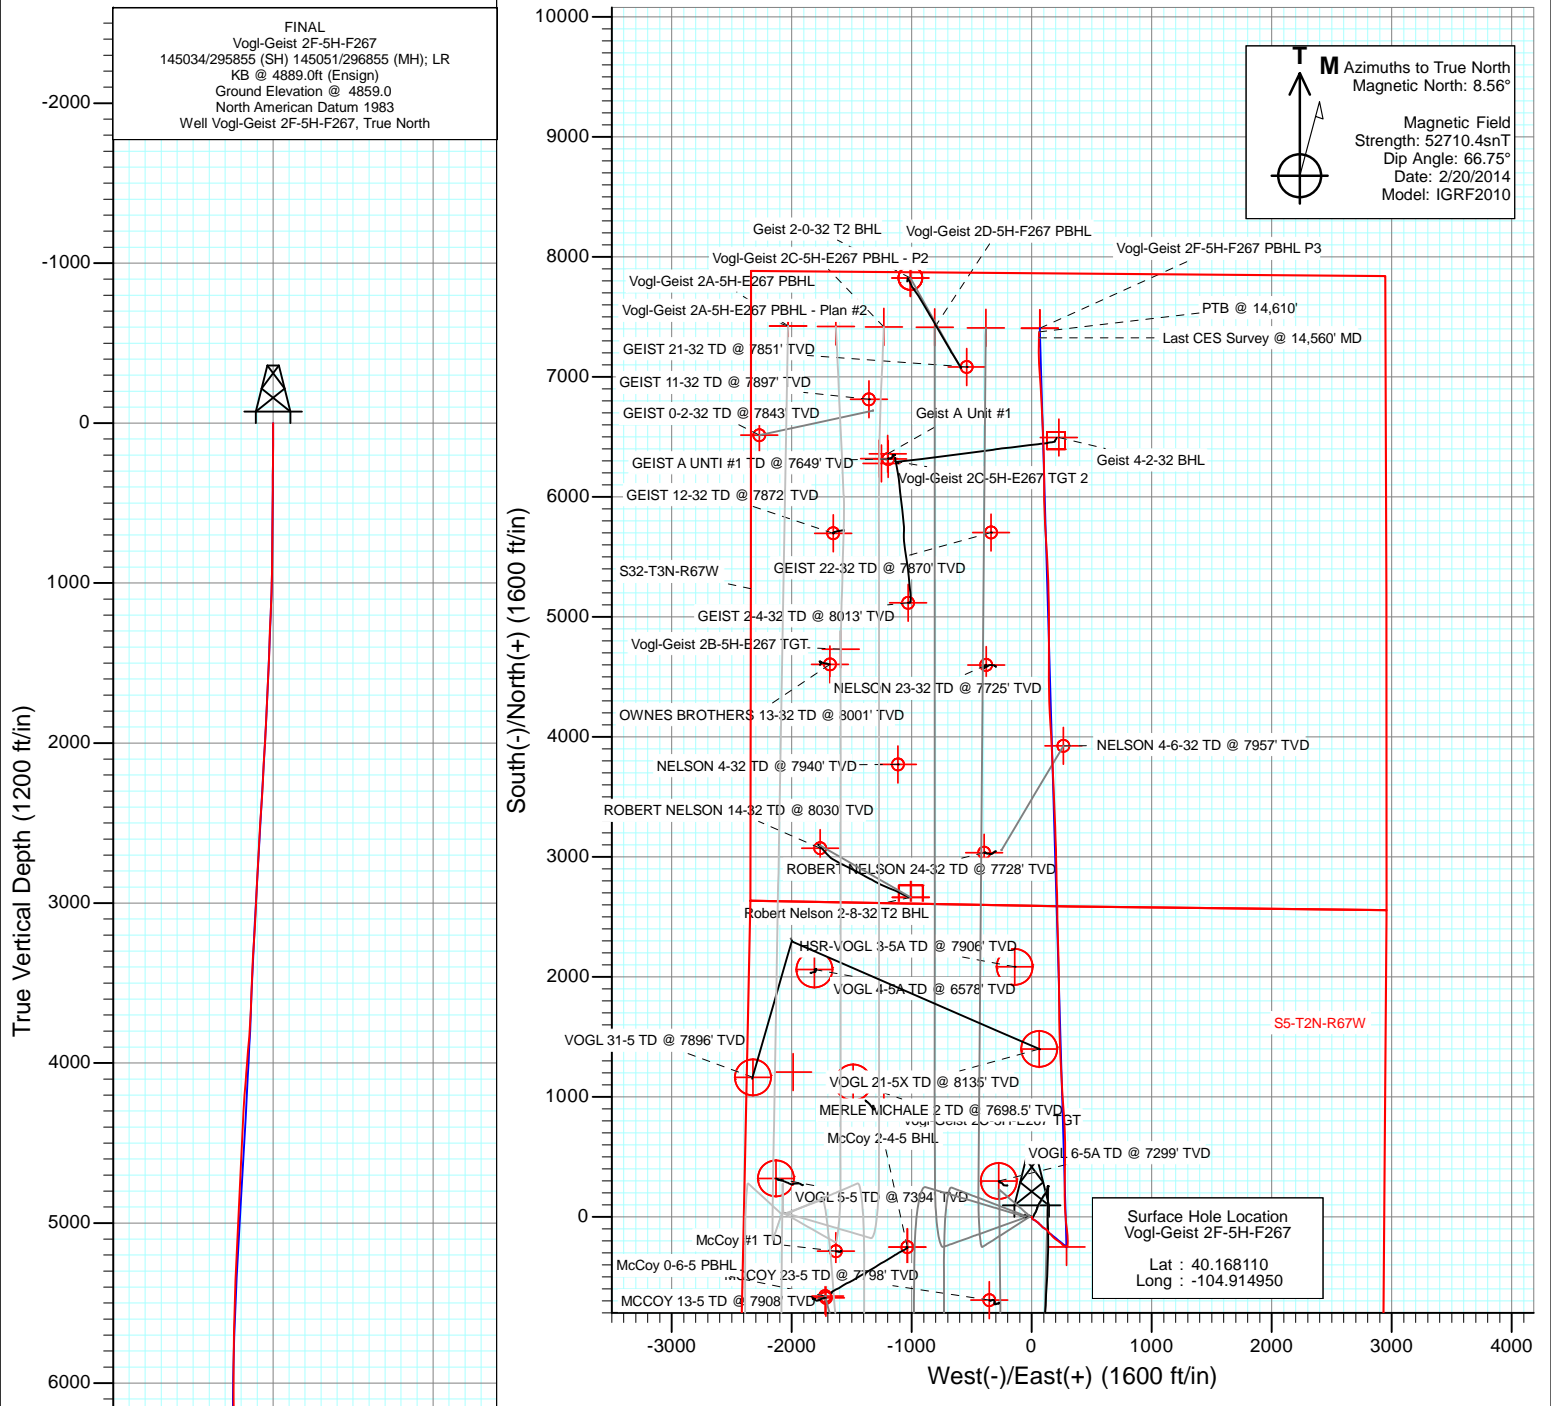 FINAL
Vogl-Geist 2F-5H-F267
145034/295855 (SH) 145051/296855 (MH); LR
KB @ 4889.0ft (Ensign)
Ground Elevation @ 4859.0
North American Datum 1983
Well Vogl-Geist 2F-5H-F267, True North
True Vertical Depth (1200 ft/in)
-2000
-1000
0
1000
2000
3000
4000
5000
6000
South(-)/North(+) (1600 ft/in)
10000
9000
8000
7000
6000
5000
4000
3000
2000
1000
0
T
M
Azimuths to True North
Magnetic North: 8.56°
Magnetic Field
Strength: 52710.4snT
Dip Angle: 66.75°
Date: 2/20/2014
Model: IGRF2010
Geist 2-0-32 T2 BHL
Vogl-Geist 2D-5H-F267 PBHL
Vogl-Geist 2F-5H-F267 PBHL P3
Vogl-Geist 2C-5H-E267 PBHL - P2
Vogl-Geist 2A-5H-E267 PBHL
Vogl-Geist 2A-5H-E267 PBHL - Plan #2
PTB @ 14,610'
Last CES Survey @ 14,560' MD
GEIST 21-32 TD @ 7851' TVD
GEIST 11-32 TD @ 7897' TVD
GEIST 0-2-32 TD @ 7843' TVD
Geist A Unit #1
GEIST A UNTI #1 TD @ 7649' TVD
Geist 4-2-32 BHL
Vogl-Geist 2C-5H-E267 TGT 2
GEIST 12-32 TD @ 7872' TVD
GEIST 22-32 TD @ 7870' TVD
S32-T3N-R67W
GEIST 2-4-32 TD @ 8013' TVD
Vogl-Geist 2B-5H-E267 TGT
NELSON 23-32 TD @ 7725' TVD
OWNES BROTHERS 13-32 TD @ 8001' TVD
NELSON 4-6-32 TD @ 7957' TVD
NELSON 4-32 TD @ 7940' TVD
ROBERT NELSON 14-32 TD @ 8030' TVD
ROBERT NELSON 24-32 TD @ 7728' TVD
Robert Nelson 2-8-32 T2 BHL
HSR-VOGL 3-5A TD @ 7906' TVD
VOGL 4-5A TD @ 6578' TVD
S5-T2N-R67W
VOGL 31-5 TD @ 7896' TVD
VOGL 21-5X TD @ 8135' TVD
MERLE MCHALE 2 TD @ 7698.5' TVD
Vogl-Geist 2C-5H-E267 TGT
McCoy 2-4-5 BHL
VOGL 6-5A TD @ 7299' TVD
VOGL 5-5 TD @ 7394' TVD
McCoy #1 TD
McCoy 0-6-5 PBHL
MCCOY 23-5 TD @ 7798' TVD
MCCOY 13-5 TD @ 7908' TVD
Surface Hole Location
Vogl-Geist 2F-5H-F267
Lat : 40.168110
Long : -104.914950
-3000
-2000
-1000
0
1000
2000
3000
4000
West(-)/East(+) (1600 ft/in)